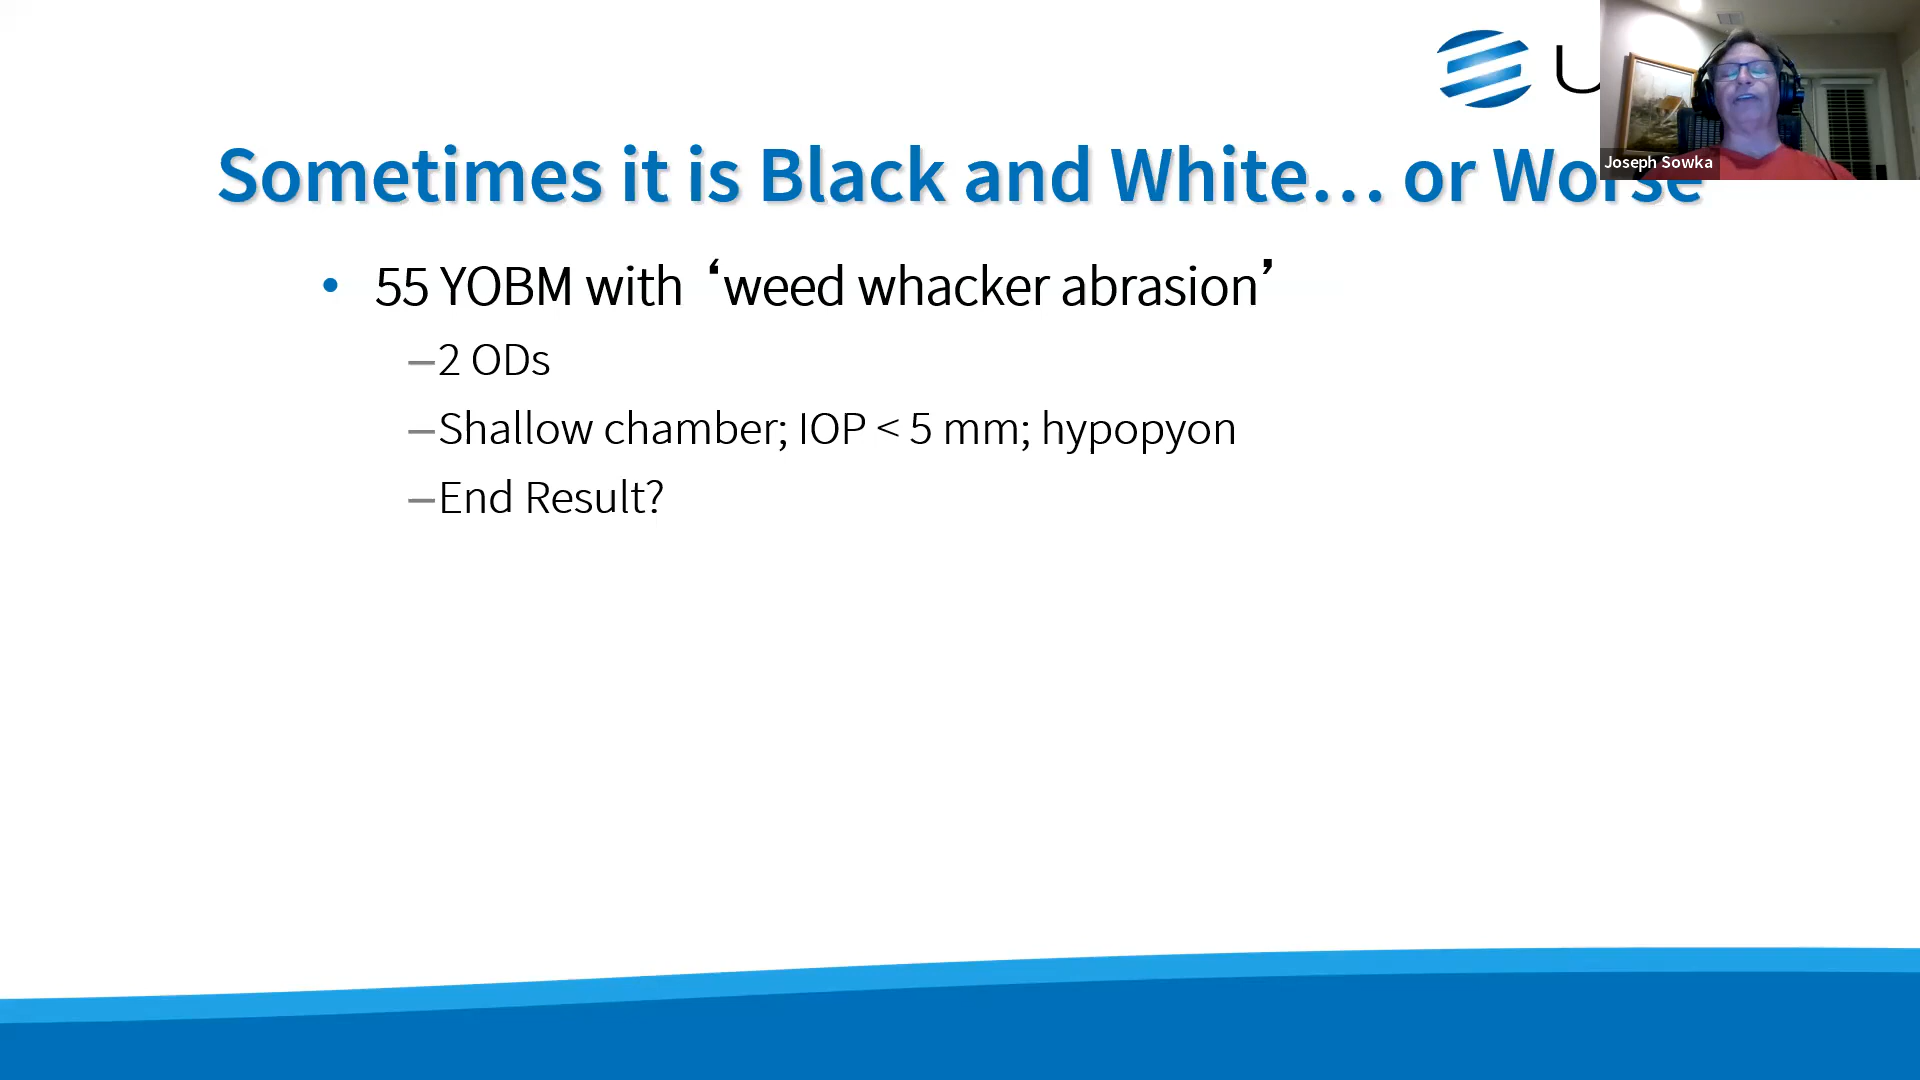 U
Joseph Sowka
Sometimes it is Black and White… or Worse
• 55 YOBM with ‘weed whacker abrasion’
–2 ODs
–Shallow chamber; IOP < 5 mm; hypopyon
–End Result?